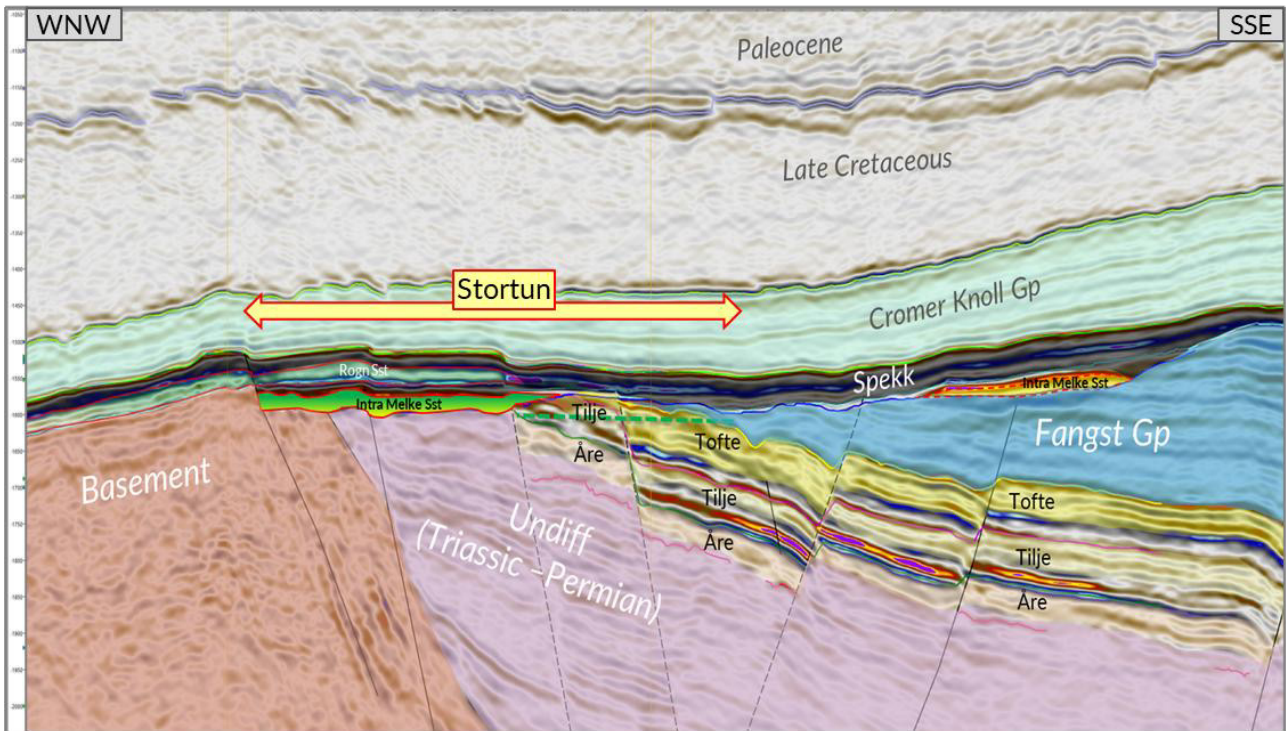 WNW
SSE
Paleocene
Late Cretaceous
Stortun
Cromer Knoll Gp
Rogn Sst
Spekk
Intra Melke Sst
Intra Melke Sst
Tilje
Fangst Gp
Tofte
Åre
Basement
Tilje
Tofte
Undiff
(Triassic –Permian)
Åre
Tilje
Åre